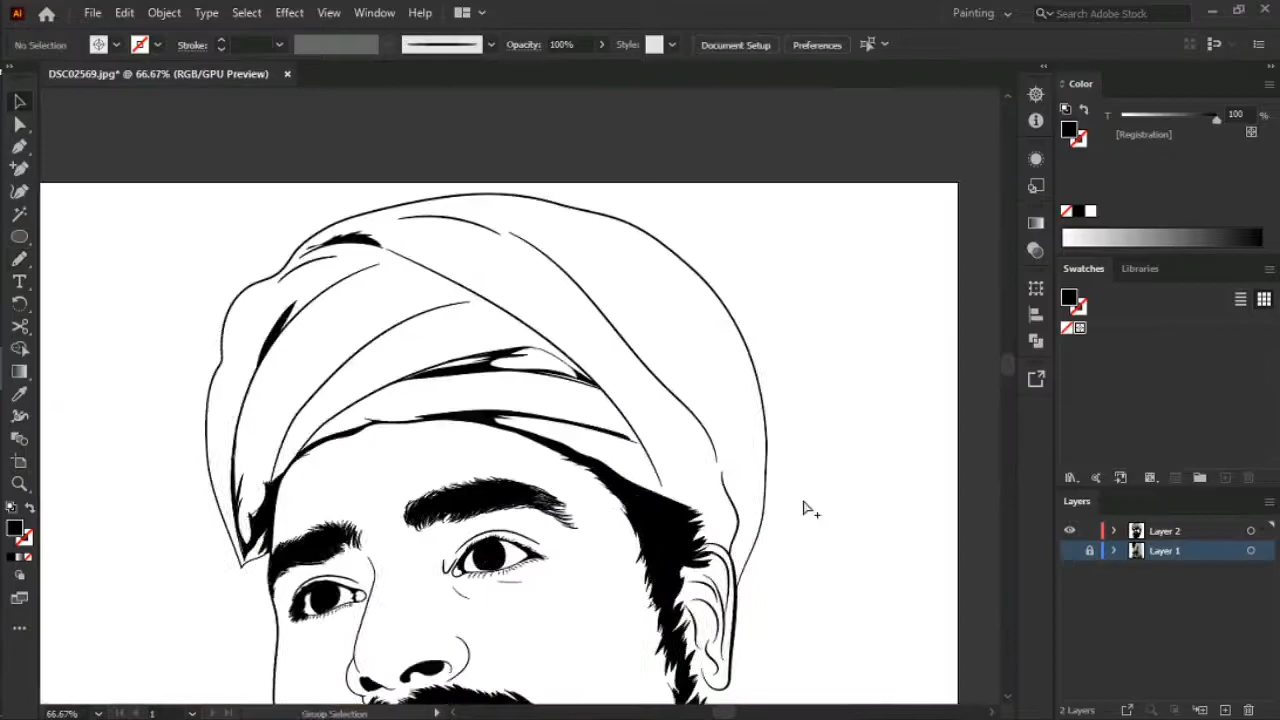 Ai File Edit Object Type Select Effect View Window Help Painting Search Adobe Stock
No Selection Stroke: Opacity: 100% Style: Document Setup Preferences
DSC02569.jpg* @ 66.67% (RGB/GPU Preview)
Color
T 100 %
[Registration]
Swatches Libraries
Layers
Layer 2
Layer 1
66.67% 1 Group Selection 2 Layers